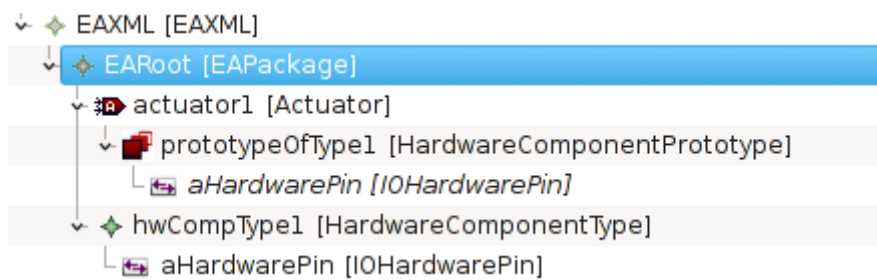 EAXML [EAXML]
EARoot [EAPackage]
actuator1 [Actuator]
prototypeOfType1 [HardwareComponentPrototype]
aHardwarePin [IOHardwarePin]
hwCompType1 [HardwareComponentType]
aHardwarePin [IOHardwarePin]